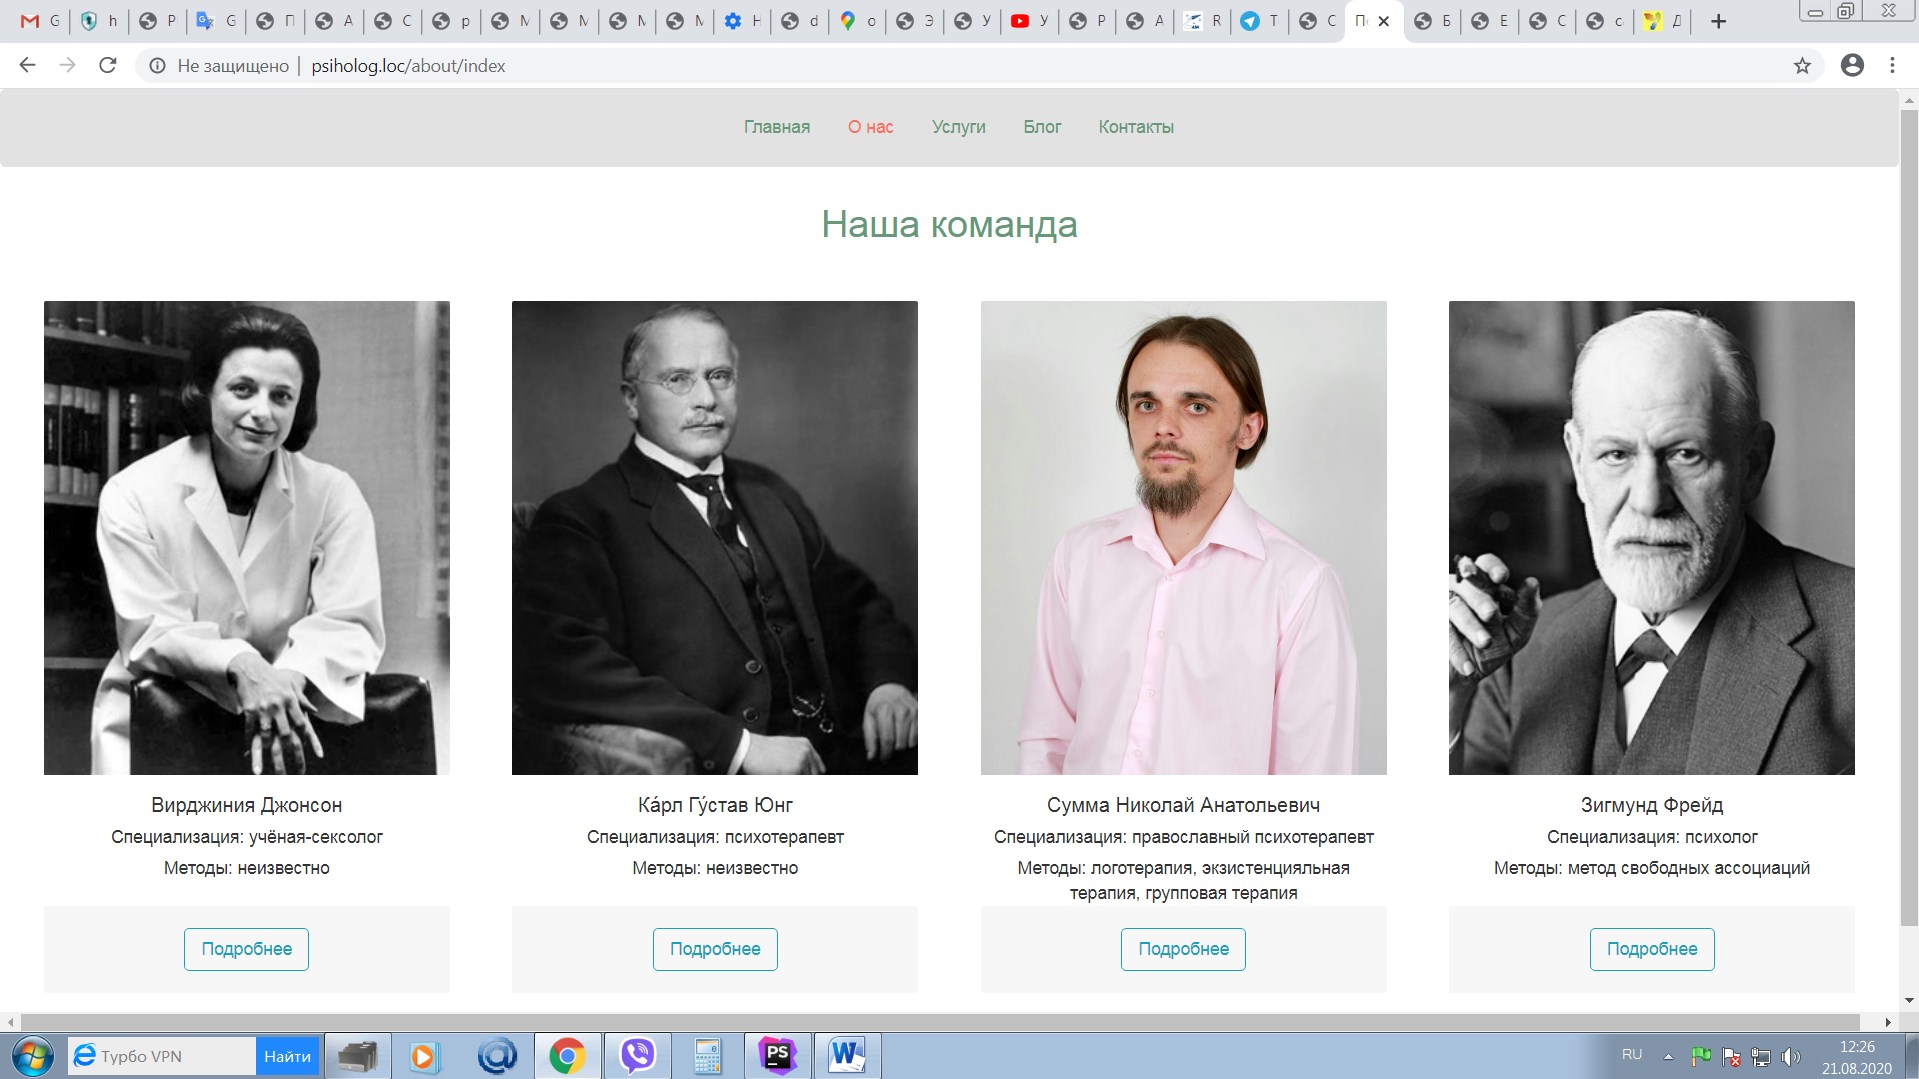 G h P G П A C p M M M M H d o Э У У P A R T C По Б E C c Д
Не защищено psiholog.loc/about/index
Главная О нас Услуги Блог Контакты
Наша команда
Вирджиния Джонсон
Специализация: учёная-сексолог
Методы: неизвестно
Подробнее
Ка́рл Гу́став Юнг
Специализация: психотерапевт
Методы: неизвестно
Подробнее
Сумма Николай Анатольевич
Специализация: православный психотерапевт
Методы: логотерапия, экзистенцияльная
терапия, групповая терапия
Подробнее
Зигмунд Фрейд
Специализация: психолог
Методы: метод свободных ассоциаций
Подробнее
Турбо VPN Найти
PS
W
RU
12:26
21.08.2020